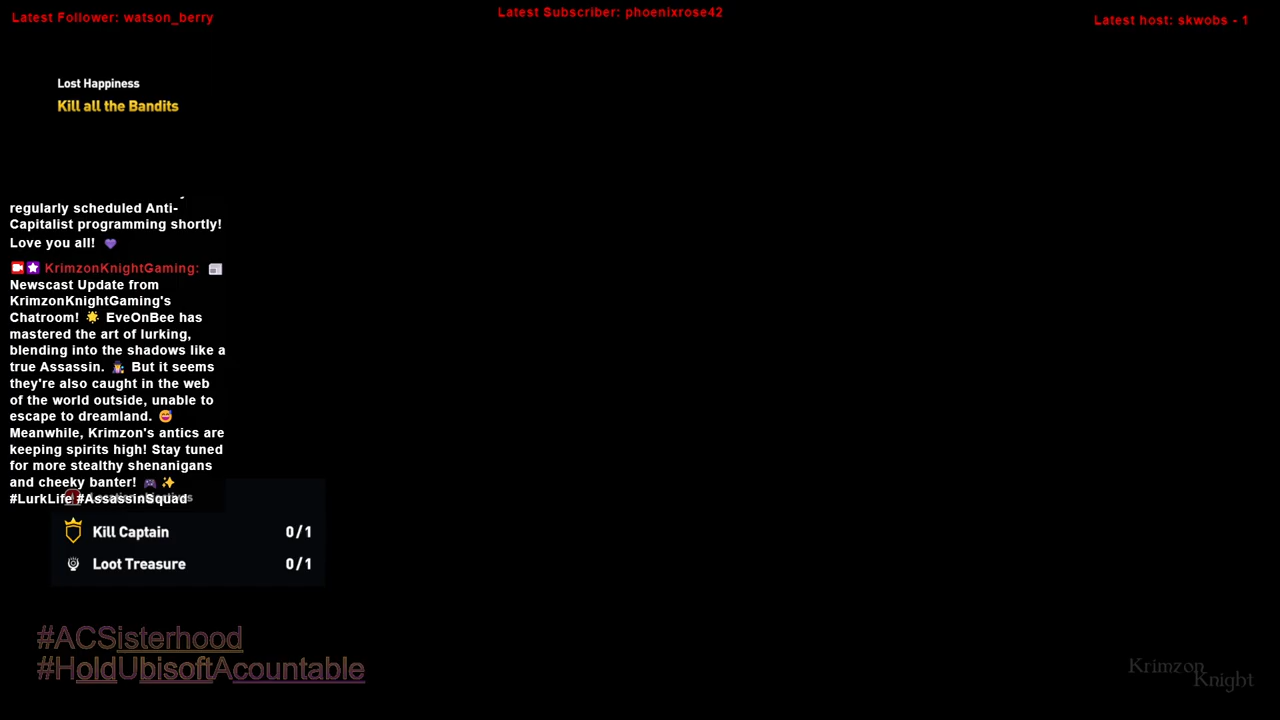 Latest Follower: watson_berry
Latest Subscriber: phoenixrose42
Latest host: skwobs - 1
Lost Happiness
Kill all the Bandits
regularly scheduled Anti-
Capitalist programming shortly!
Love you all! 💜
KrimzonKnightGaming: 📰
Newscast Update from
KrimzonKnightGaming's
Chatroom! 🌟 EveOnBee has
mastered the art of lurking,
blending into the shadows like a
true Assassin. 🧛‍♀️ But it seems
they're also caught in the web
of the world outside, unable to
escape to dreamland. 😅
Meanwhile, Krimzon's antics are
keeping spirits high! Stay tuned
for more stealthy shenanigans
and cheeky banter! 🎮 ✨
#LurkLife #AssassinSquad
Kill Captain 0/1
Loot Treasure 0/1
#ACSisterhood
#HoldUbisoftAcountable
Krimzon
Knight